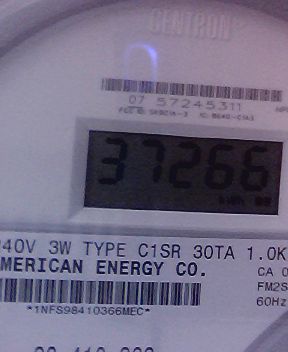 CENTRON
07 57245311
37266
240V 3W TYPE C1SR 30TA 1.0K
AMERICAN ENERGY CO.
CA 0
FM2S
60Hz
*1NFS98410366MEC*